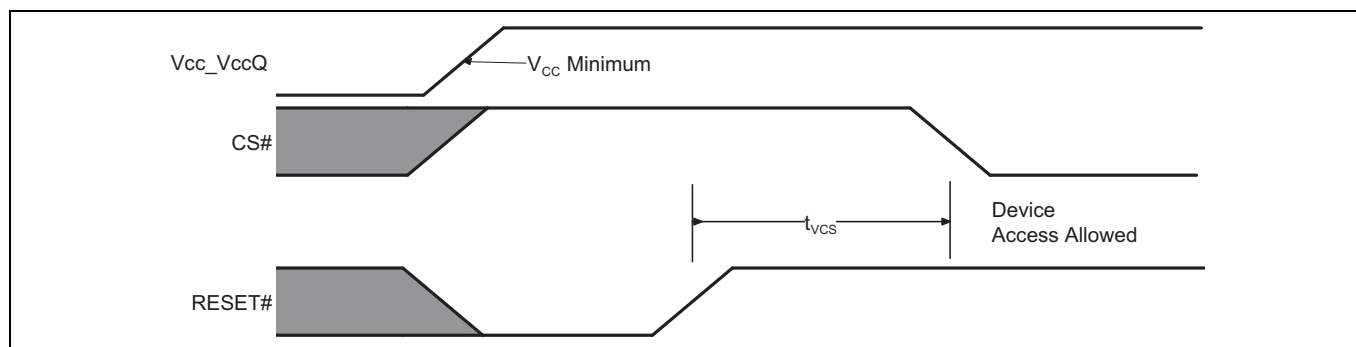 Vcc_VccQ
VCC Minimum
CS#
tVCS
Device
Access Allowed
RESET#